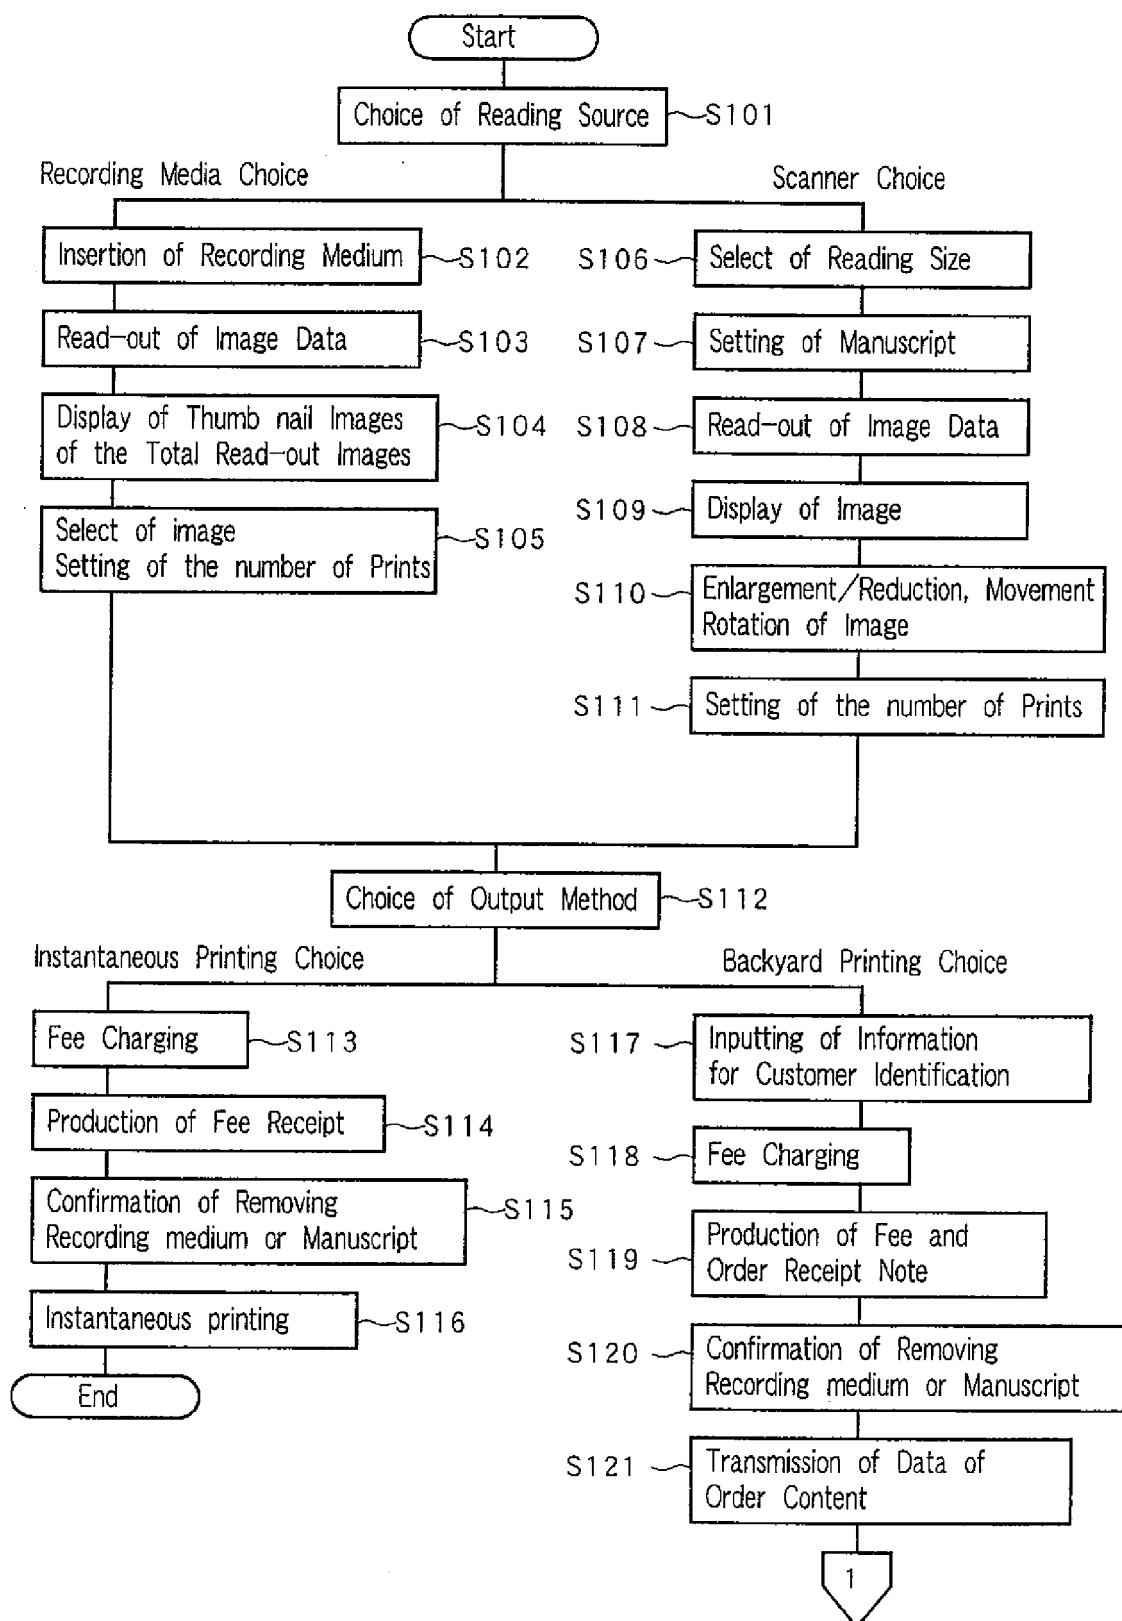 Start
Choice of Reading Source
S101
Recording Media Choice
Scanner Choice
Insertion of Recording Medium
S102
Read-out of Image Data
S103
Display of Thumb nail Images
of the Total Read-out Images
S104
Select of image
Setting of the number of Prints
S105
S106
Select of Reading Size
S107
Setting of Manuscript
S108
Read-out of Image Data
S109
Display of Image
S110
Enlargement/Reduction, Movement
Rotation of Image
S111
Setting of the number of Prints
Choice of Output Method
S112
Instantaneous Printing Choice
Backyard Printing Choice
Fee Charging
S113
Production of Fee Receipt
S114
Confirmation of Removing
Recording medium or Manuscript
S115
Instantaneous printing
S116
End
S117
Inputting of Information
for Customer Identification
S118
Fee Charging
S119
Production of Fee and
Order Receipt Note
S120
Confirmation of Removing
Recording medium or Manuscript
S121
Transmission of Data of
Order Content
1